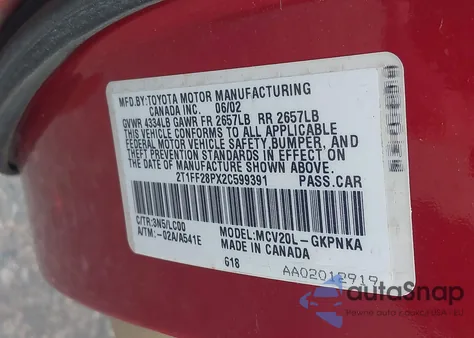 MFD.BY:TOYOTA MOTOR MANUFACTURING
CANADA INC. 06/02
GVWR 4334LB GAWR FR 2657LB RR 2657LB
THIS VEHICLE CONFORMS TO ALL APPLICABLE
FEDERAL MOTOR VEHICLE SAFETY,BUMPER, AND
THEFT PREVENTION STANDARDS IN EFFECT ON
THE DATE OF MANUFACTURE SHOWN ABOVE.
2T1FF28PX2C599391 PASS.CAR
C/TR:3N5/LC00 MODEL:MCV20L-GKPNKA
A/TM:-02A/A541E MADE IN CANADA
G18
AA02012919
autoSnap